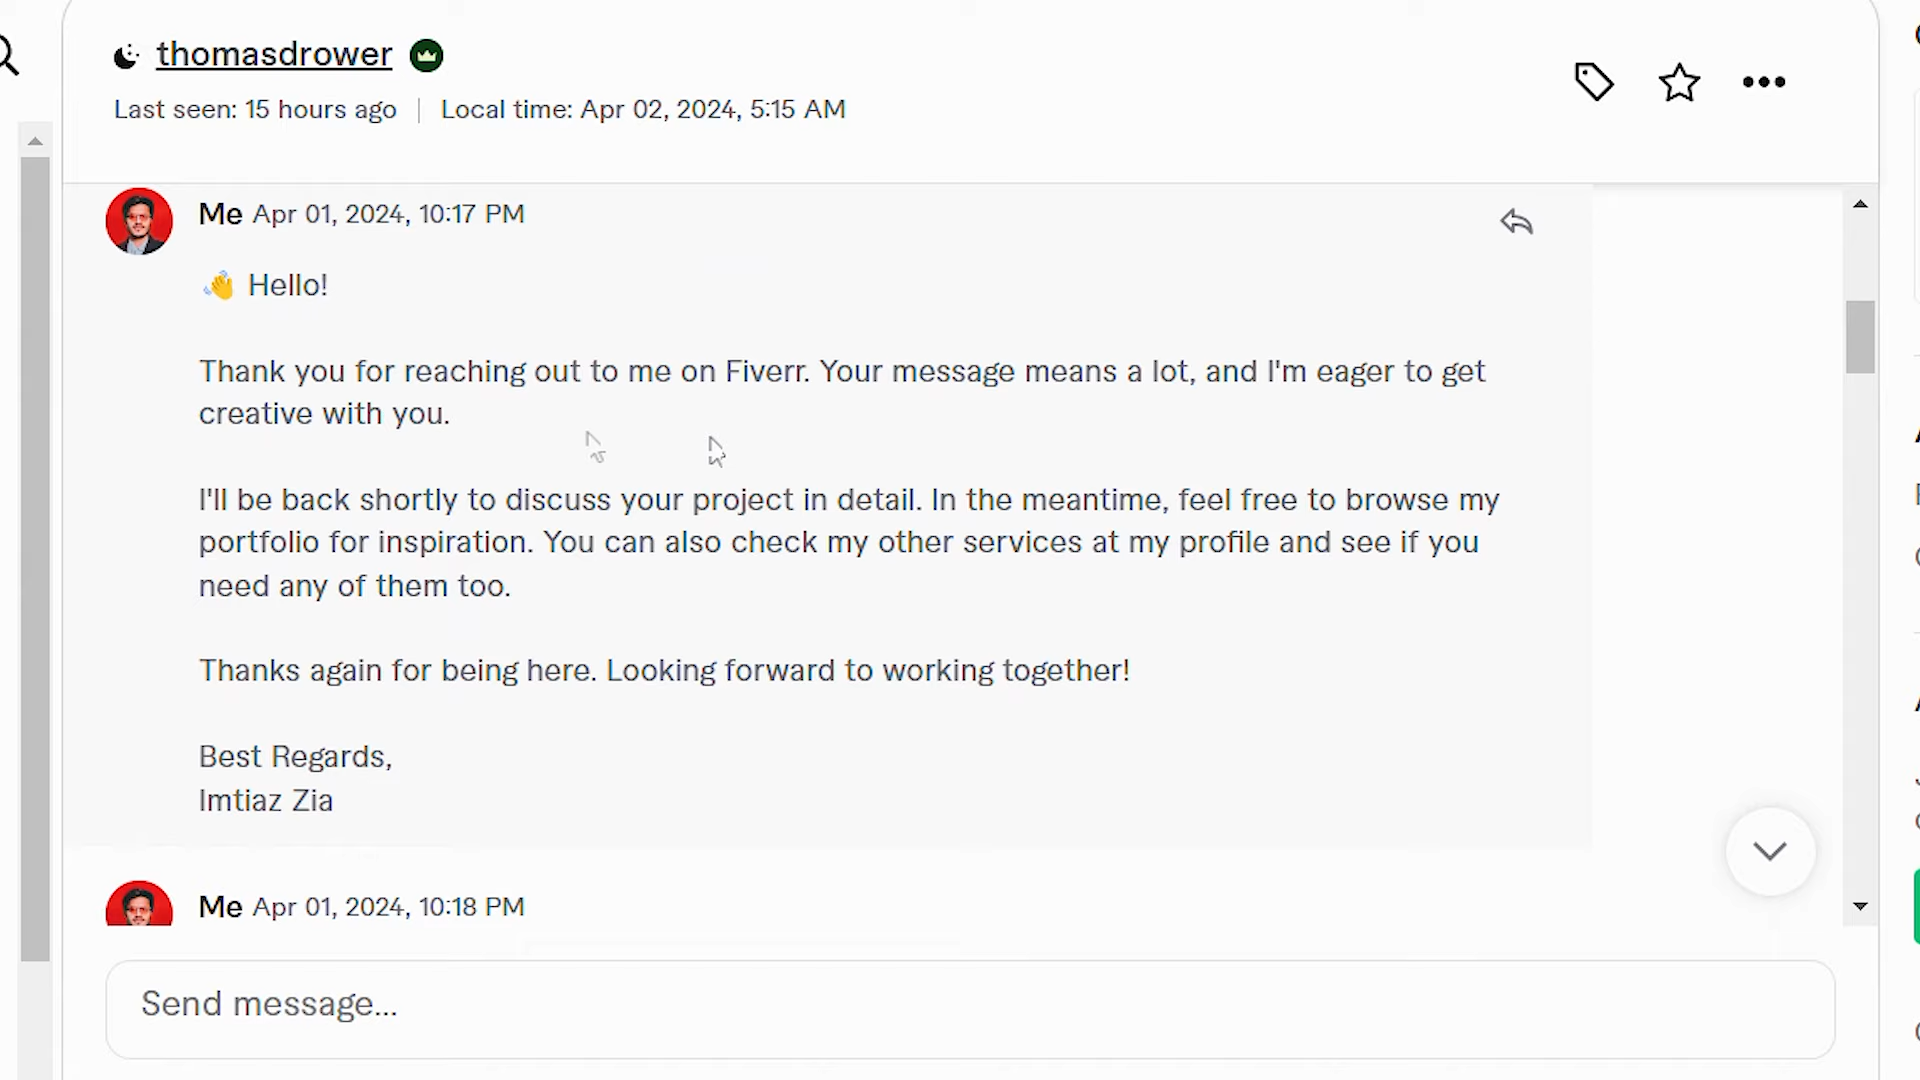 thomasdrower
Last seen: 15 hours ago | Local time: Apr 02, 2024, 5:15 AM
Me Apr 01, 2024, 10:17 PM
👋 Hello!
Thank you for reaching out to me on Fiverr. Your message means a lot, and I'm eager to get
creative with you.
I'll be back shortly to discuss your project in detail. In the meantime, feel free to browse my
portfolio for inspiration. You can also check my other services at my profile and see if you
need any of them too.
Thanks again for being here. Looking forward to working together!
Best Regards,
Imtiaz Zia
Me Apr 01, 2024, 10:18 PM
Send message...